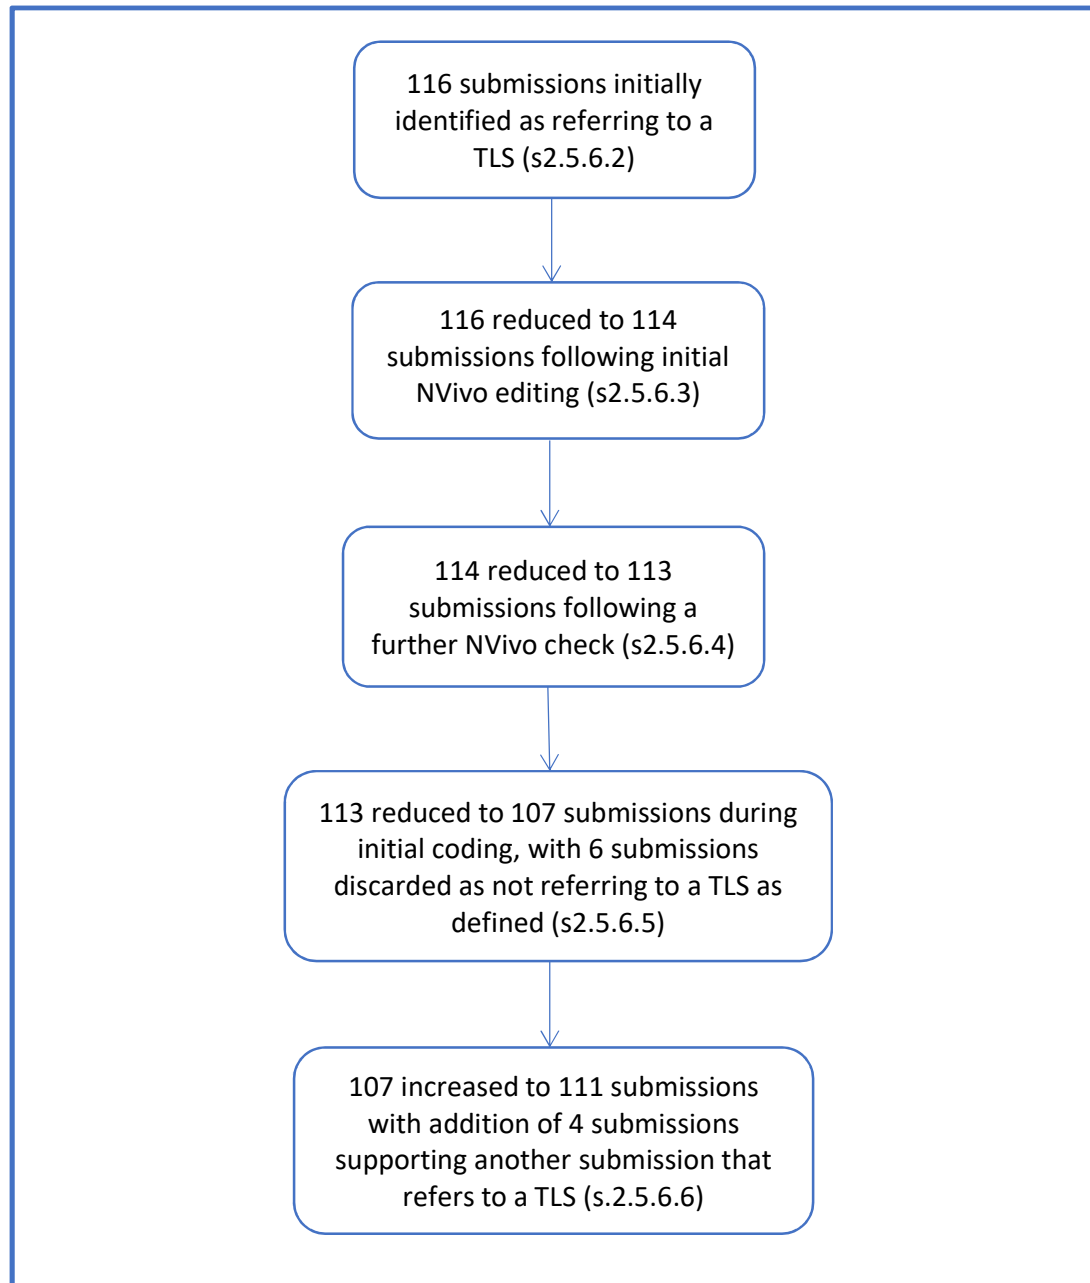 116 submissions initially
identified as referring to a
TLS (s2.5.6.2)
116 reduced to 114
submissions following initial
NVivo editing (s2.5.6.3)
114 reduced to 113
submissions following a
further NVivo check (s2.5.6.4)
113 reduced to 107 submissions during
initial coding, with 6 submissions
discarded as not referring to a TLS as
defined (s2.5.6.5)
107 increased to 111 submissions
with addition of 4 submissions
supporting another submission that
refers to a TLS (s.2.5.6.6)